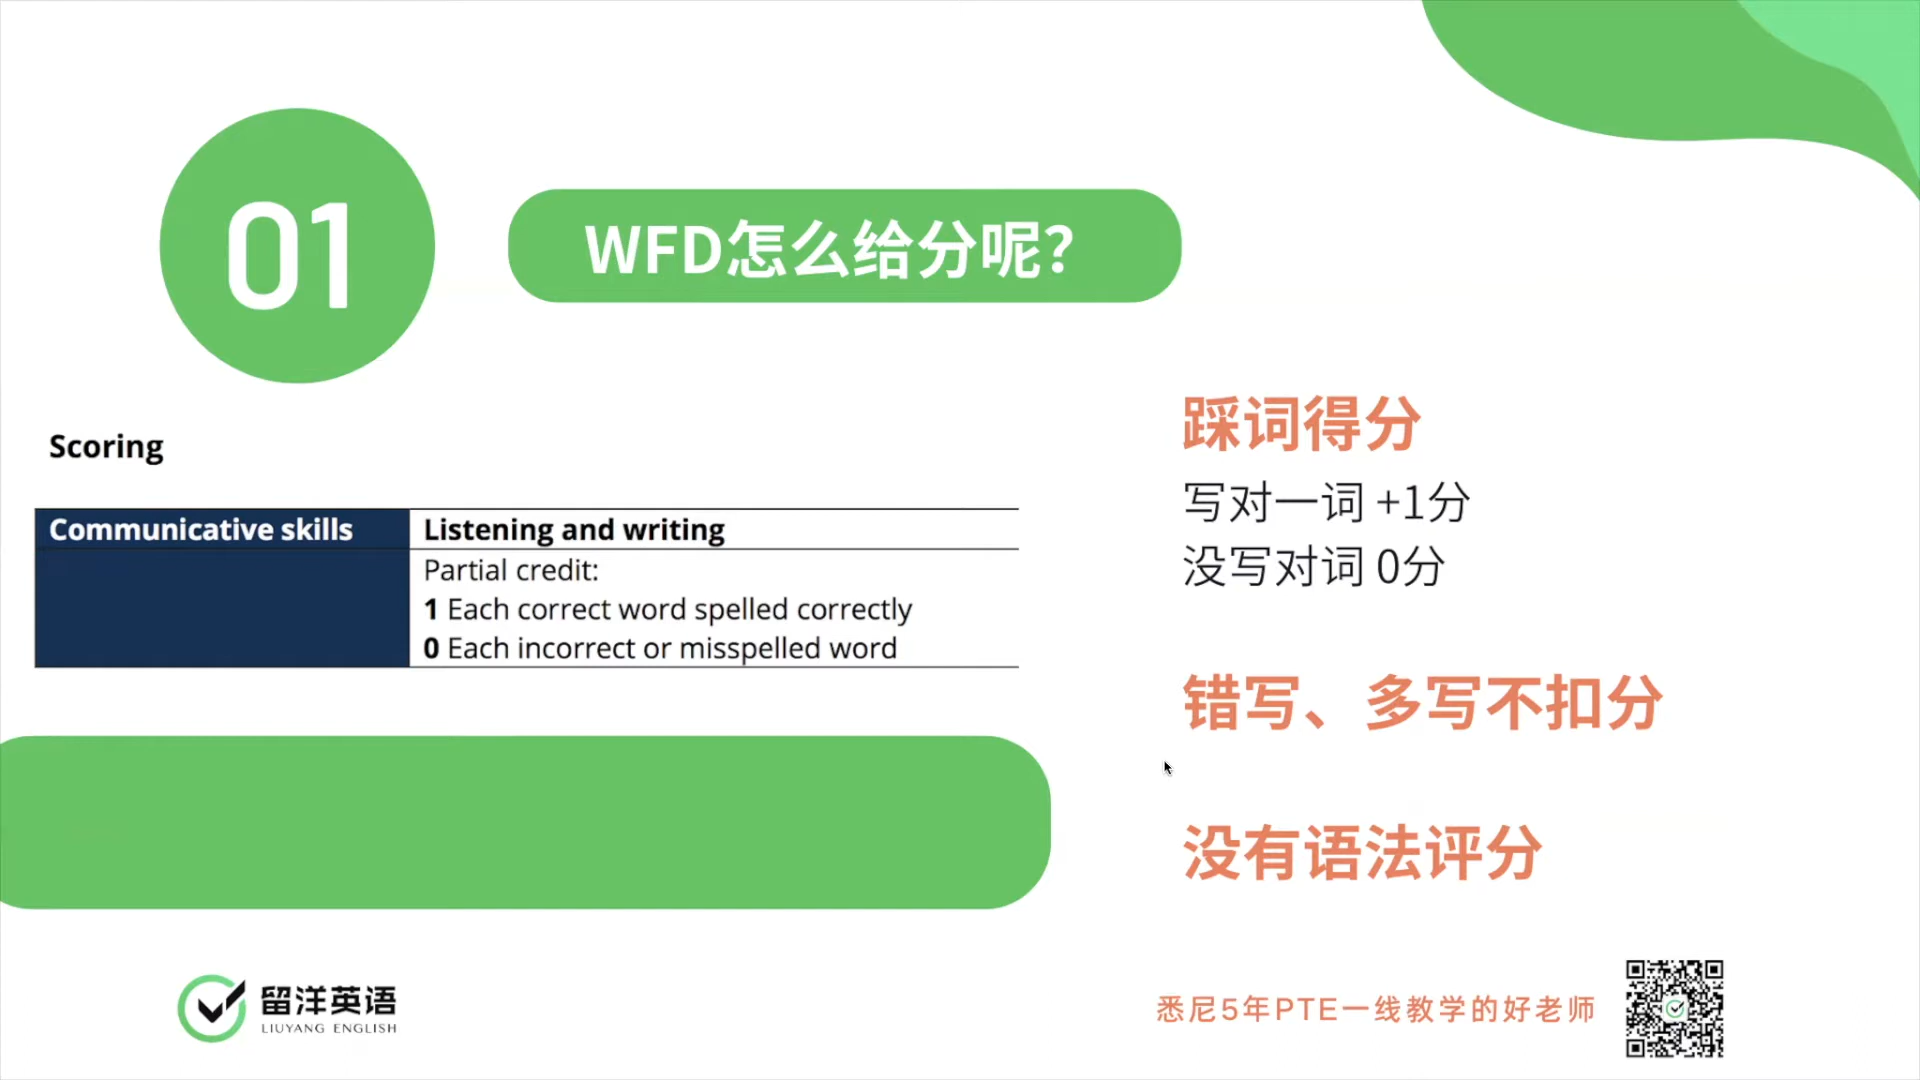 01
WFD怎么给分呢?
Scoring
Communicative skills
Listening and writing
Partial credit:
1 Each correct word spelled correctly
0 Each incorrect or misspelled word
踩词得分
写对一词 +1分
没写对词 0分
错写、多写不扣分
没有语法评分
留洋英语
LIUYANG ENGLISH
悉尼5年PTE一线教学的好老师